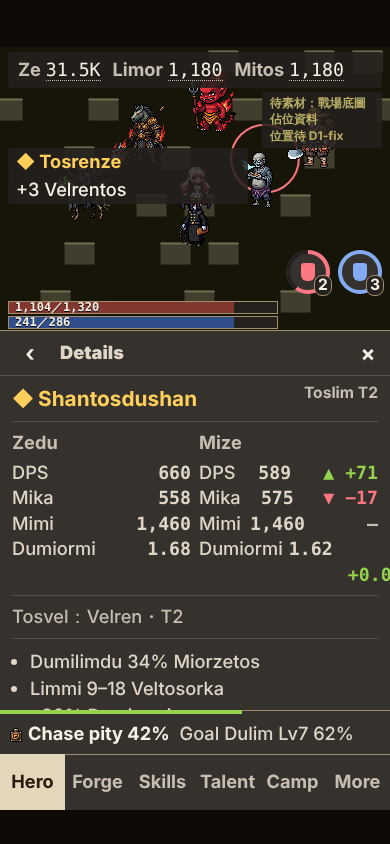 Ze 31.5K Limor 1,180 Mitos 1,180
待素材：戰場底圖
佔位資料
位置待 D1-fix
◆ Tosrenze
+3 Velrentos
2 3
1,104/1,320
241/286
‹ Details ×
◆ Shantosdushan Toslim T2
Zedu Mize
DPS 660 DPS 589 ▲ +71
Mika 558 Mika 575 ▼ −17
Mimi 1,460 Mimi 1,460 —
Dumiormi 1.68 Dumiormi 1.62
+0.0
Tosvel：Velren · T2
• Dumilimdu 34% Miorzetos
• Limmi 9–18 Veltosorka
Chase pity 42% Goal Dulim Lv7 62%
Hero Forge Skills Talent Camp More